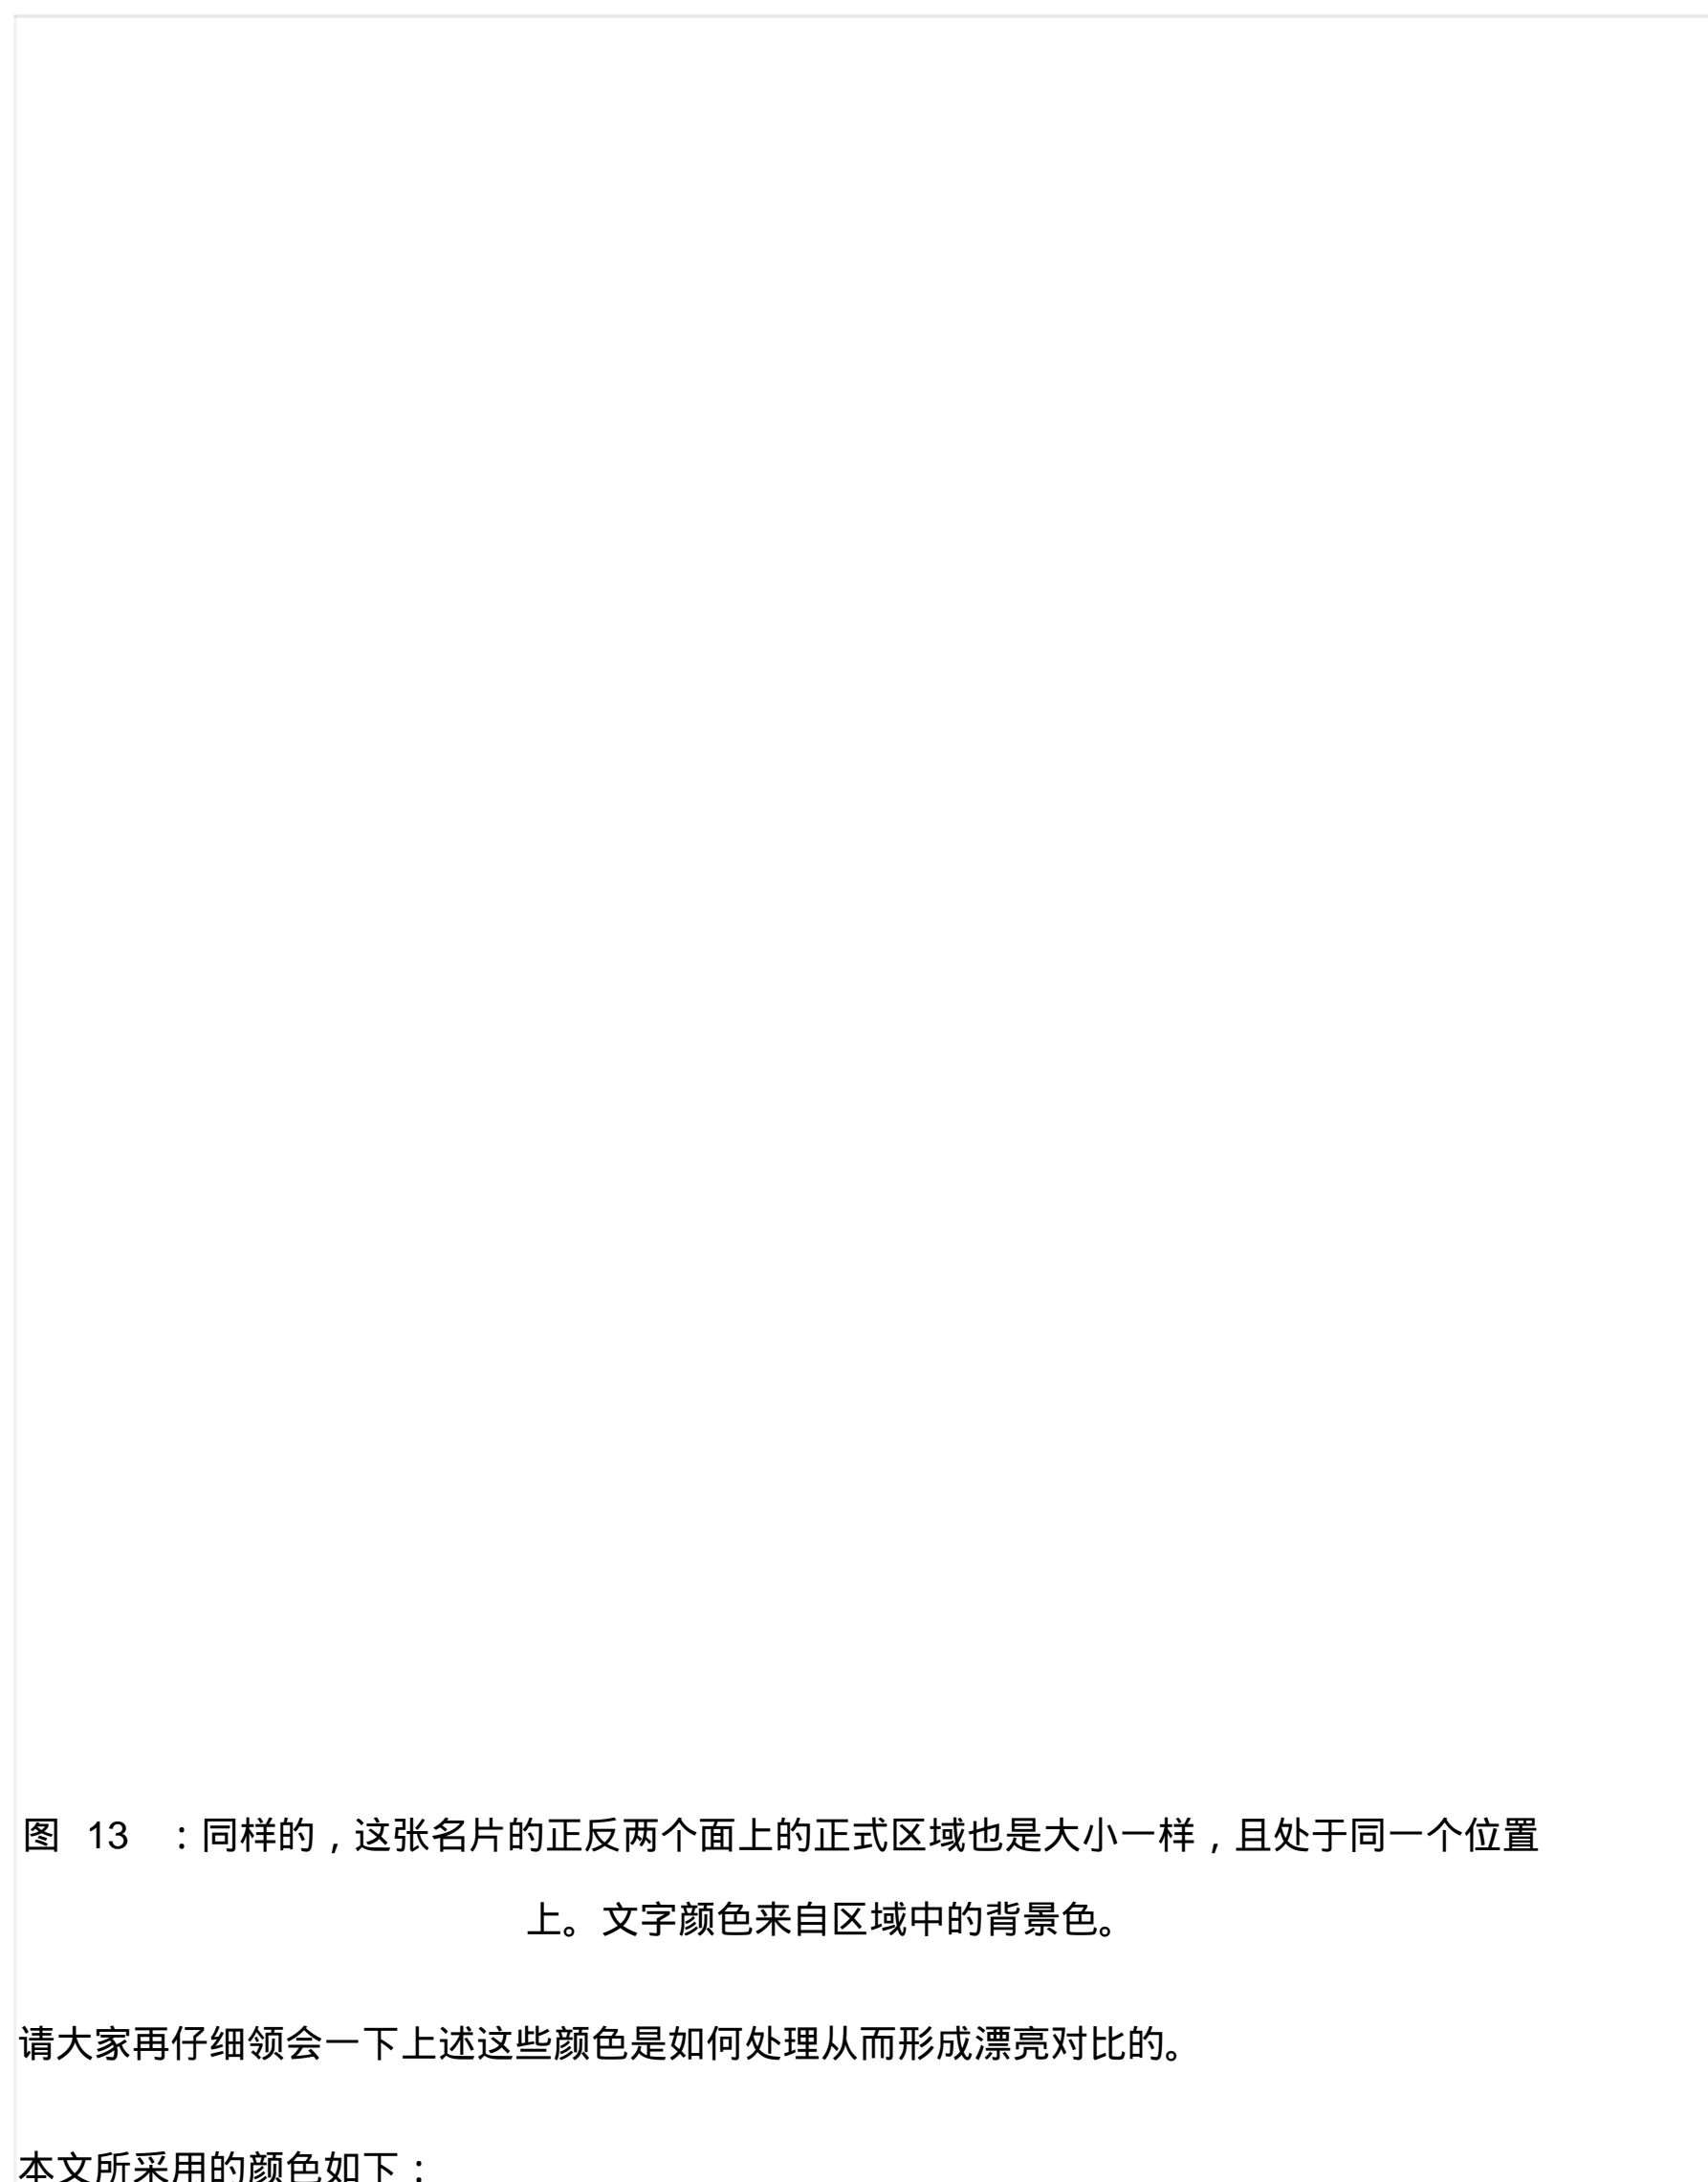 图 13 ：同样的，这张名片的正反两个面上的正式区域也是大小一样，且处于同一个位置
上。文字颜色来自区域中的背景色。
请大家再仔细领会一下上述这些颜色是如何处理从而形成漂亮对比的。
本文所采用的颜色如下：